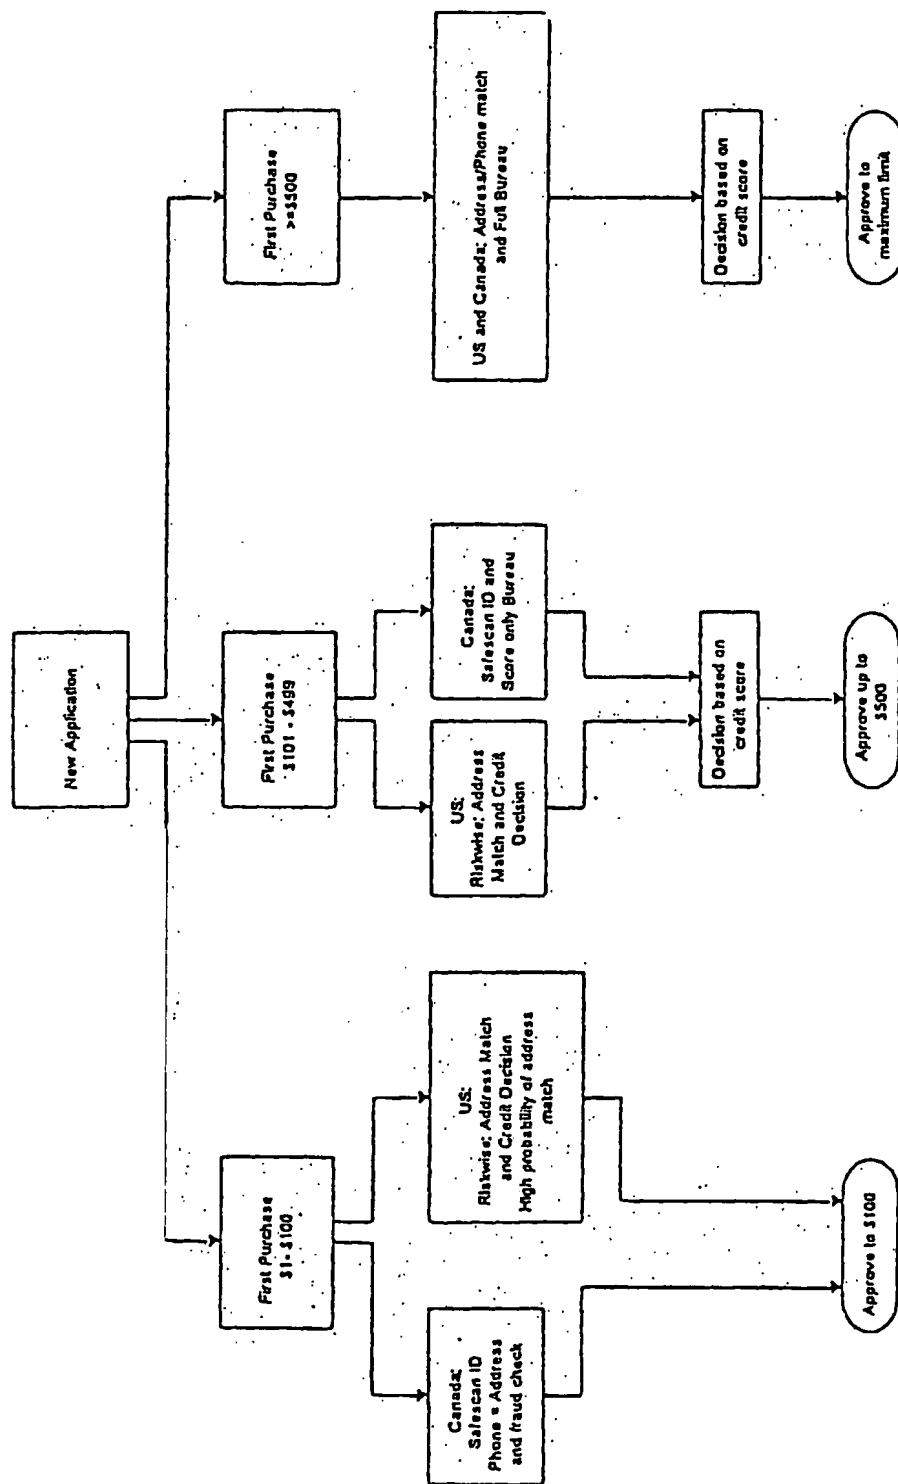 New Application
First Purchase
$1- $100
First Purchase
$101 - $499
First Purchase
>=$500
Canada:
Salescan ID
Phone = Address
and fraud check
US:
Riskwise: Address Match
and Credit Decision
High probability of address
match
US:
Riskwise: Address
Match and Credit
Decision
Canada:
Salescan ID and
Score only Bureau
US and Canada: Address/Phone match
and Full Bureau
Decision based on
credit score
Decision based on
credit score
Approve to $100
Approve up to
$500
Approve to
maximum limit